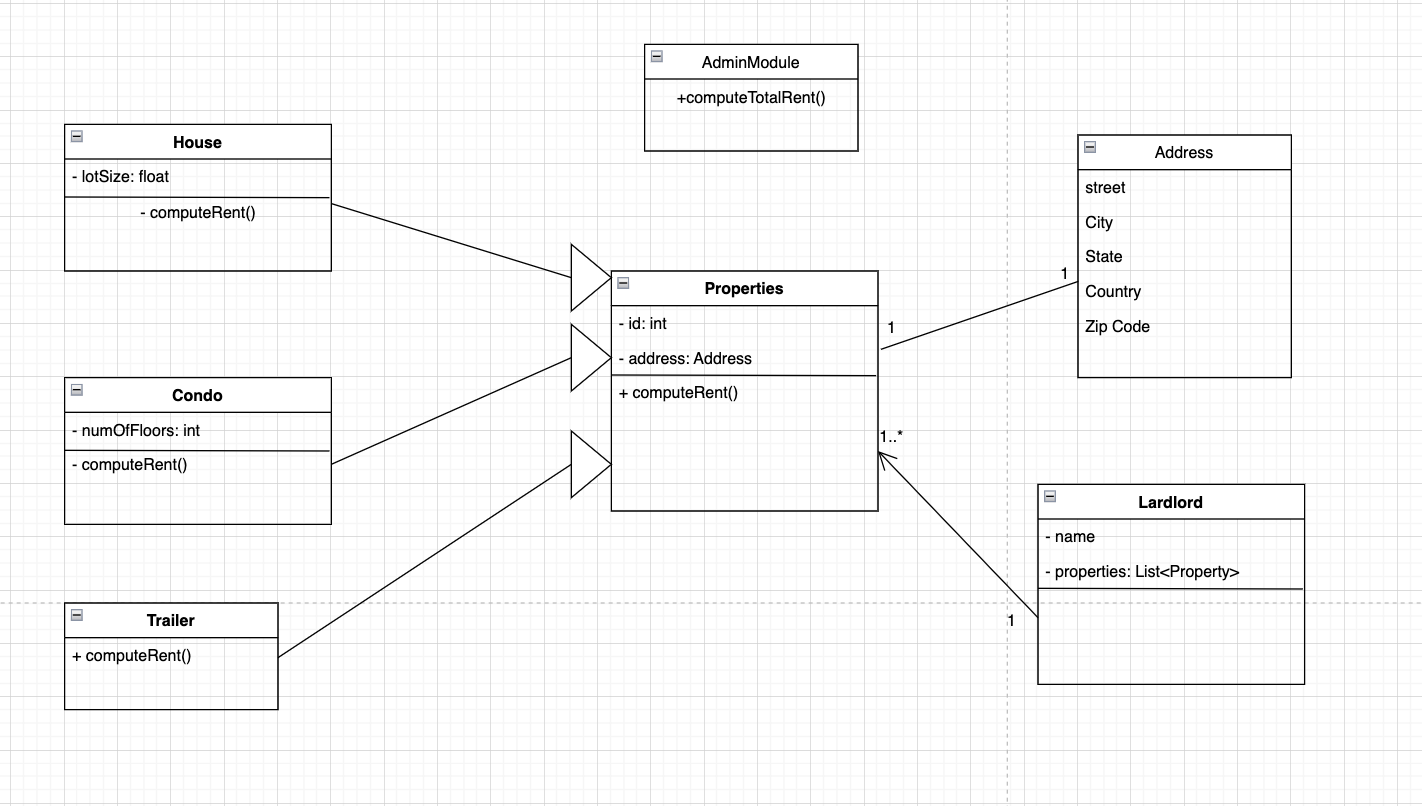 AdminModule
+computeTotalRent()
House
- lotSize: float
- computeRent()
Address
street
City
State
Country
Zip Code
1
1
Properties
- id: int
- address: Address
+ computeRent()
1..*
Condo
- numOfFloors: int
- computeRent()
Lardlord
- name
- properties: List<Property>
1
Trailer
+ computeRent()